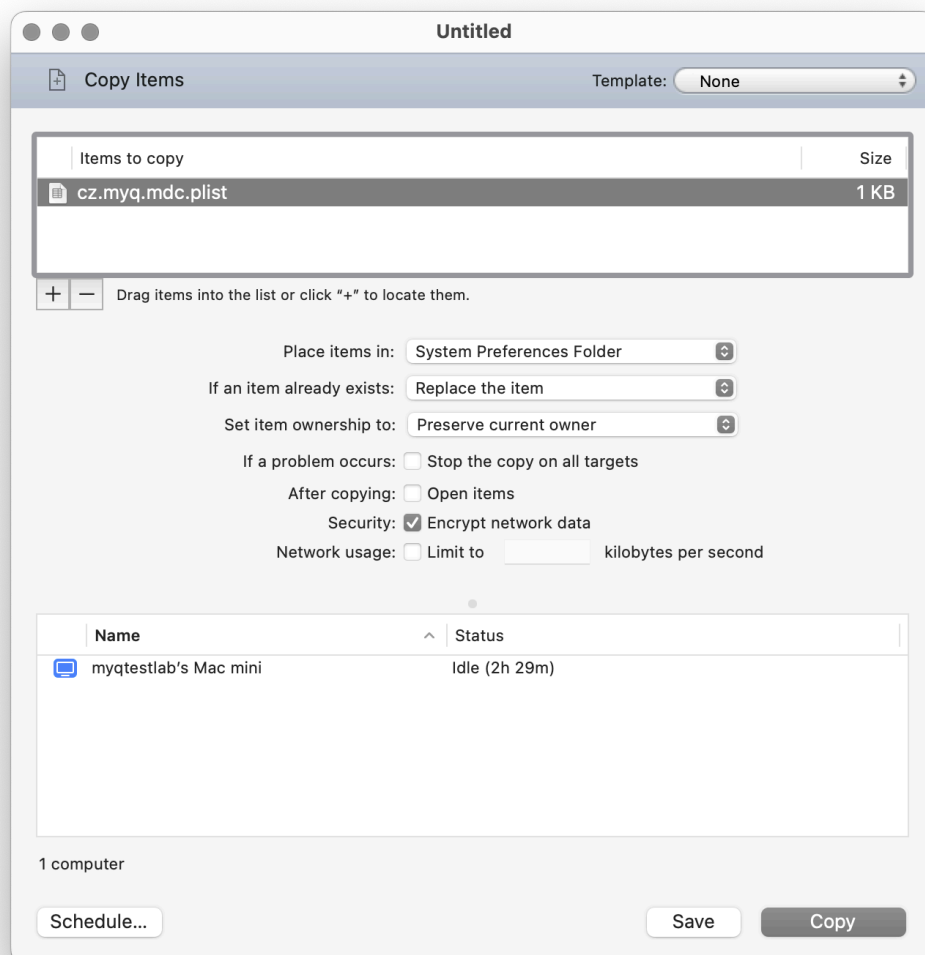 Untitled
Copy Items Template: None
Items to copy Size
cz.myq.mdc.plist 1 KB
+ − Drag items into the list or click “+” to locate them.
Place items in: System Preferences Folder
If an item already exists: Replace the item
Set item ownership to: Preserve current owner
If a problem occurs: Stop the copy on all targets
After copying: Open items
Security: Encrypt network data
Network usage: Limit to kilobytes per second
Name Status
myqtestlab’s Mac mini Idle (2h 29m)
1 computer
Schedule... Save Copy